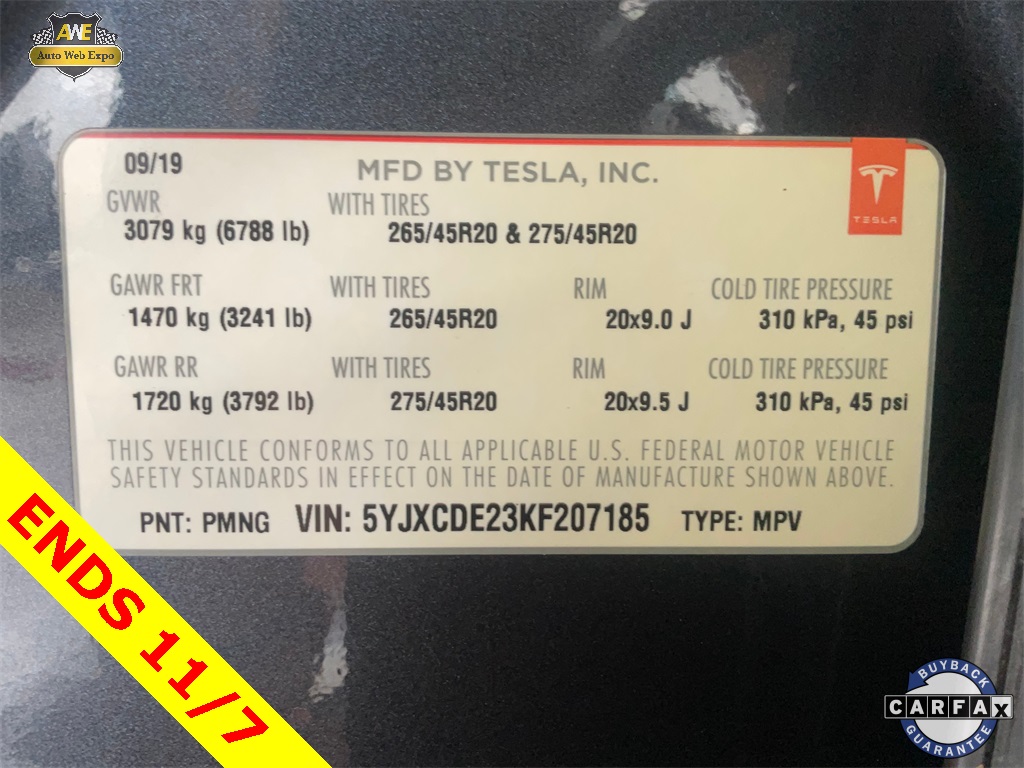 AWE
Auto Web Expo
09/19
MFD BY TESLA, INC.
TESLA
GVWR WITH TIRES
3079 kg (6788 lb) 265/45R20 & 275/45R20
GAWR FRT WITH TIRES RIM COLD TIRE PRESSURE
1470 kg (3241 lb) 265/45R20 20x9.0 J 310 kPa, 45 psi
GAWR RR WITH TIRES RIM COLD TIRE PRESSURE
1720 kg (3792 lb) 275/45R20 20x9.5 J 310 kPa, 45 psi
THIS VEHICLE CONFORMS TO ALL APPLICABLE U.S. FEDERAL MOTOR VEHICLE
SAFETY STANDARDS IN EFFECT ON THE DATE OF MANUFACTURE SHOWN ABOVE.
PNT: PMNG VIN: 5YJXCDE23KF207185 TYPE: MPV
ENDS 11/7
BUYBACK
CARFAX
GUARANTEE